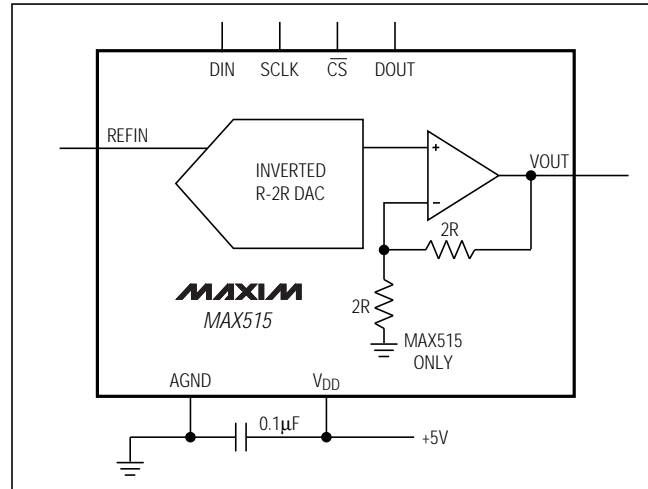 DIN SCLK C̅S̅ DOUT
REFIN
INVERTED
R-2R DAC
+
VOUT
−
2R
MAXIM
MAX515
2R
MAX515
ONLY
AGND VDD
0.1µF
+5V